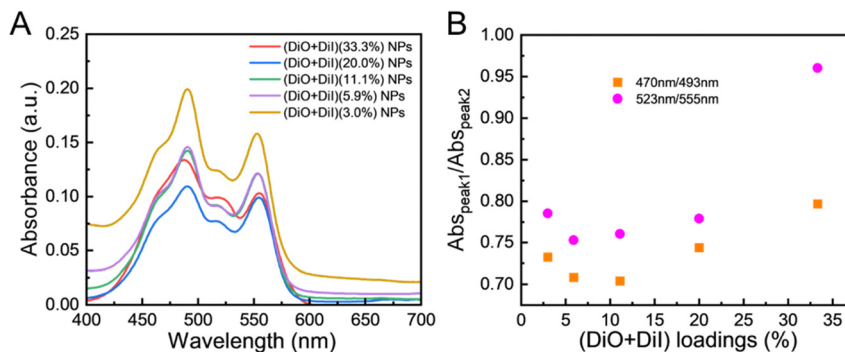 A
0.25
0.20
0.15
0.10
0.05
0.00
Absorbance (a.u.)
400 450 500 550 600 650 700
Wavelength (nm)
(DiO+DiI)(33.3%) NPs
(DiO+DiI)(20.0%) NPs
(DiO+DiI)(11.1%) NPs
(DiO+DiI)(5.9%) NPs
(DiO+DiI)(3.0%) NPs
B
1.00
0.95
0.90
0.85
0.80
0.75
0.70
Abspeak1/Abspeak2
470nm/493nm
523nm/555nm
0 5 10 15 20 25 30 35
(DiO+DiI) loadings (%)